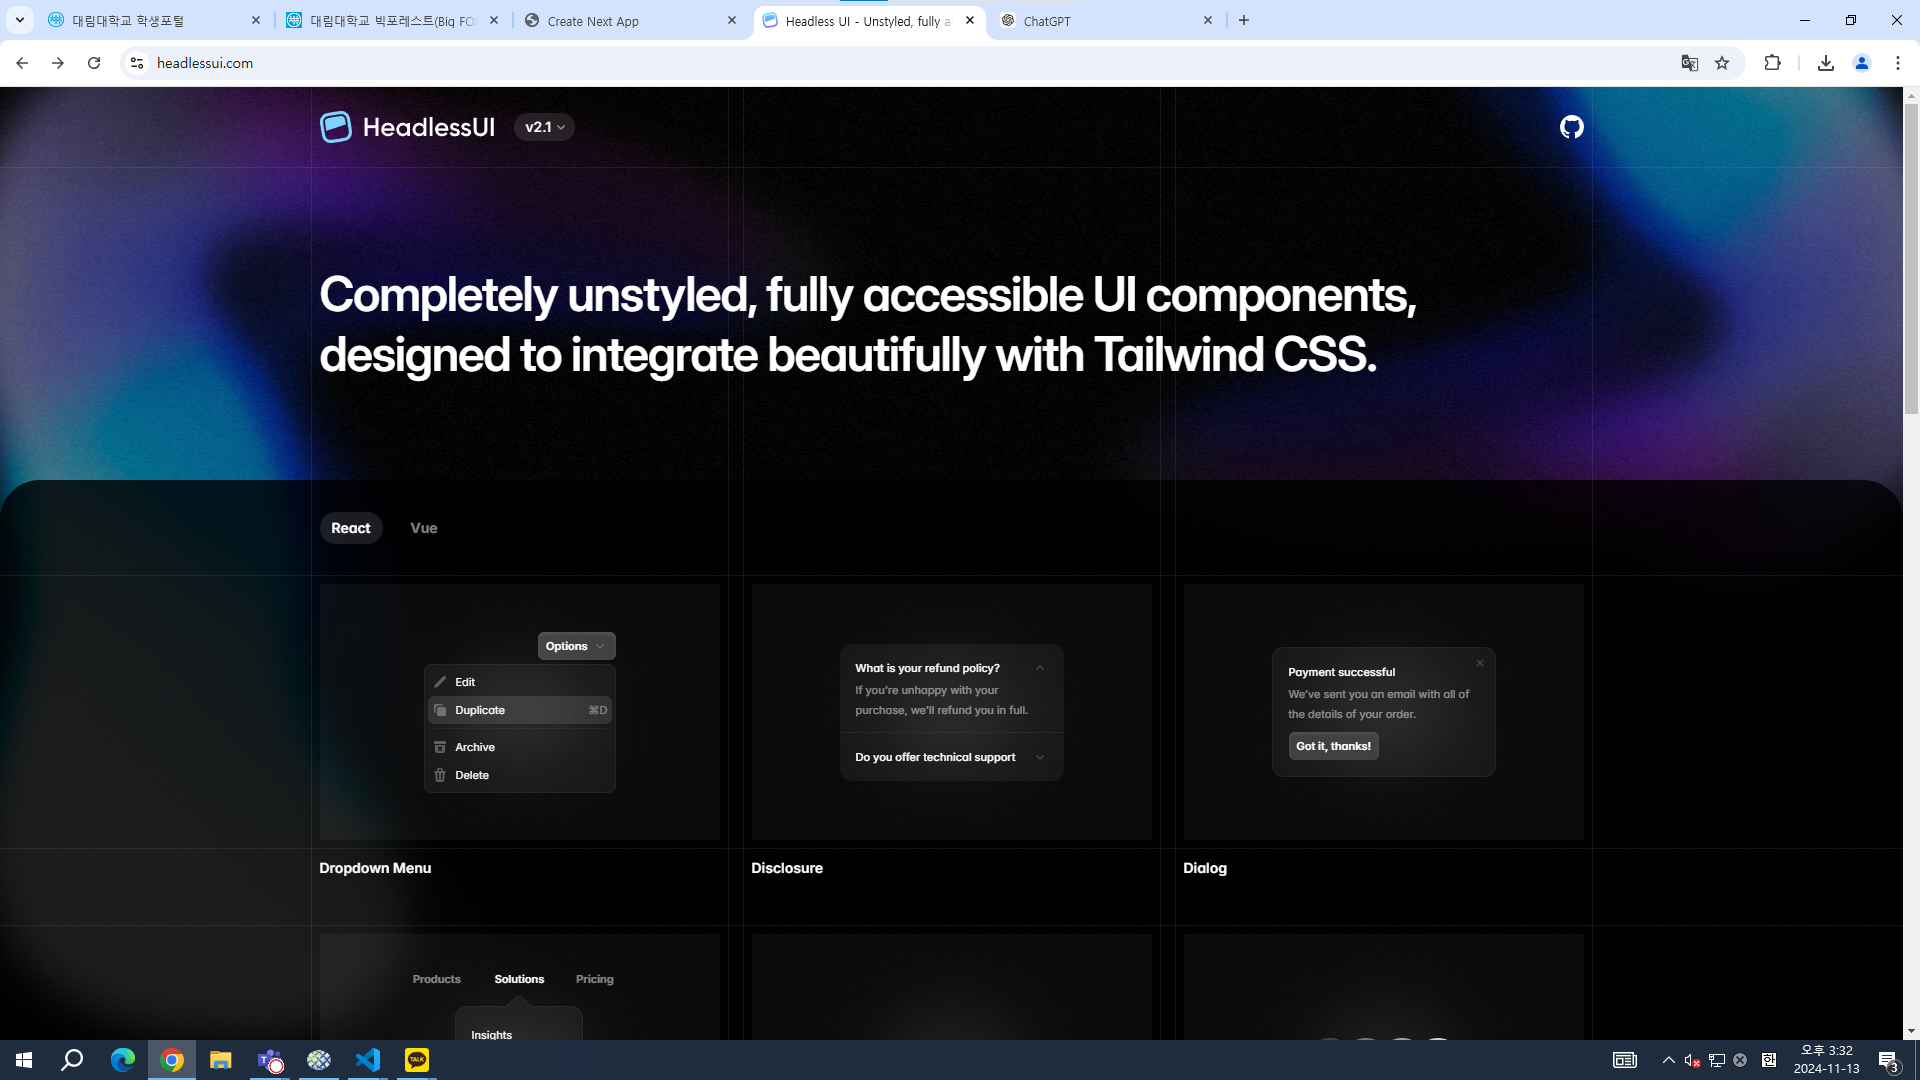 대림대학교 학생포털
대림대학교 빅포레스트(Big FO
Create Next App
Headless UI - Unstyled, fully a
ChatGPT
headlessui.com
HeadlessUI
v2.1
Completely unstyled, fully accessible UI components,
designed to integrate beautifully with Tailwind CSS.
React
Vue
Options
Edit
Duplicate
⌘D
Archive
Delete
What is your refund policy?
If you're unhappy with your
purchase, we'll refund you in full.
Do you offer technical support
Payment successful
We've sent you an email with all of
the details of your order.
Got it, thanks!
Dropdown Menu
Disclosure
Dialog
Products
Solutions
Pricing
Insights
TALK
한
오후 3:32
2024-11-13
3